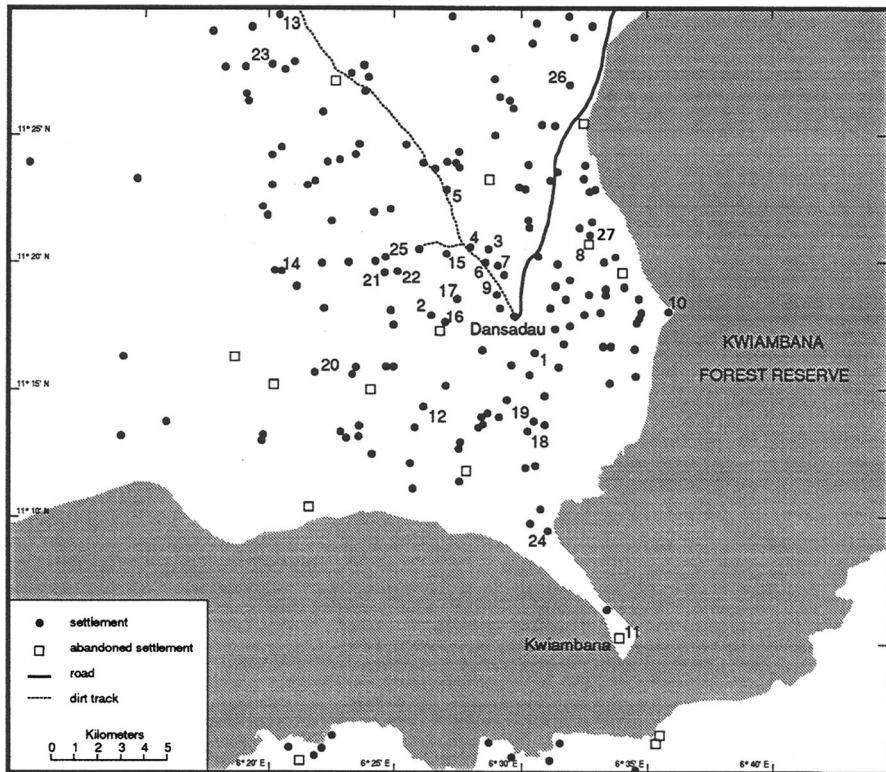 13
23
26
11° 25' N
5
4
3
27
8
11° 20' N
25
15
6
7
14
21
22
17
9
10
2
16
Dansadau
KWIAMBANA
FOREST RESERVE
1
20
11° 15' N
12
19
18
11° 10' N
24
11
Kwiambana
settlement
abandoned settlement
road
dirt track
Kilometers
0 1 2 3 4 5
6° 20' E
6° 25' E
6° 30' E
6° 35' E
6° 40' E